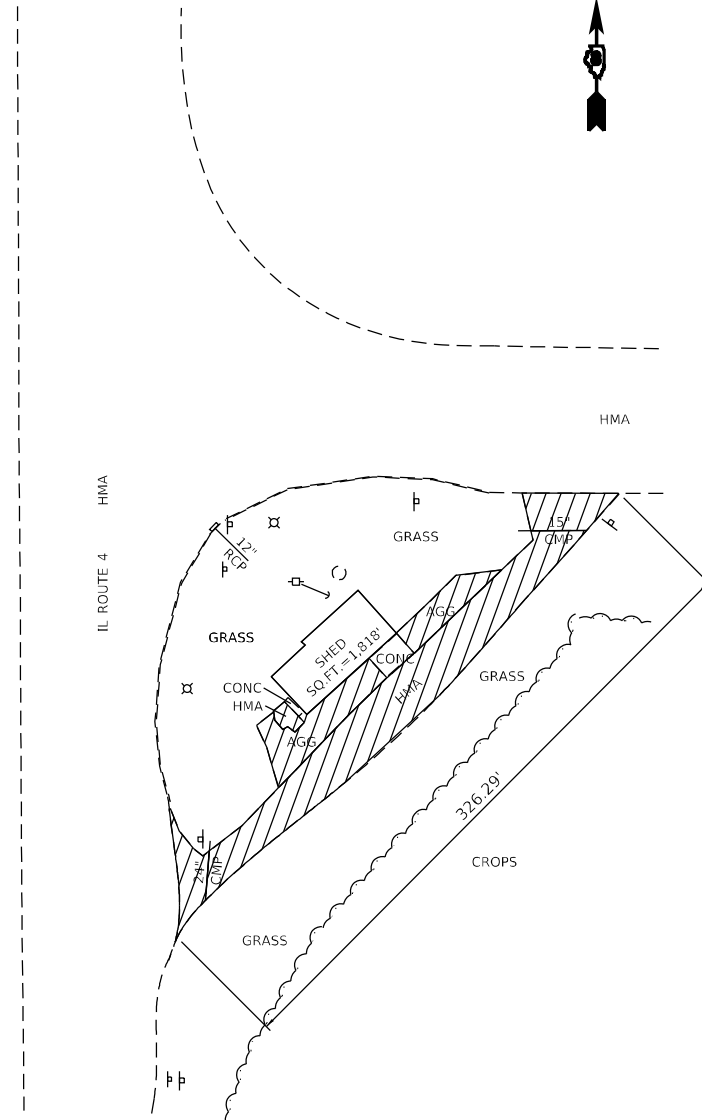 HMA
HMA
IL ROUTE 4
15"
CMP
GRASS
12"
RCP
AGG
GRASS
SHED
SQ.FT.=1,818'
CONC
GRASS
CONC
HMA
HMA
AGG
326.29'
CROPS
24"
CMP
GRASS